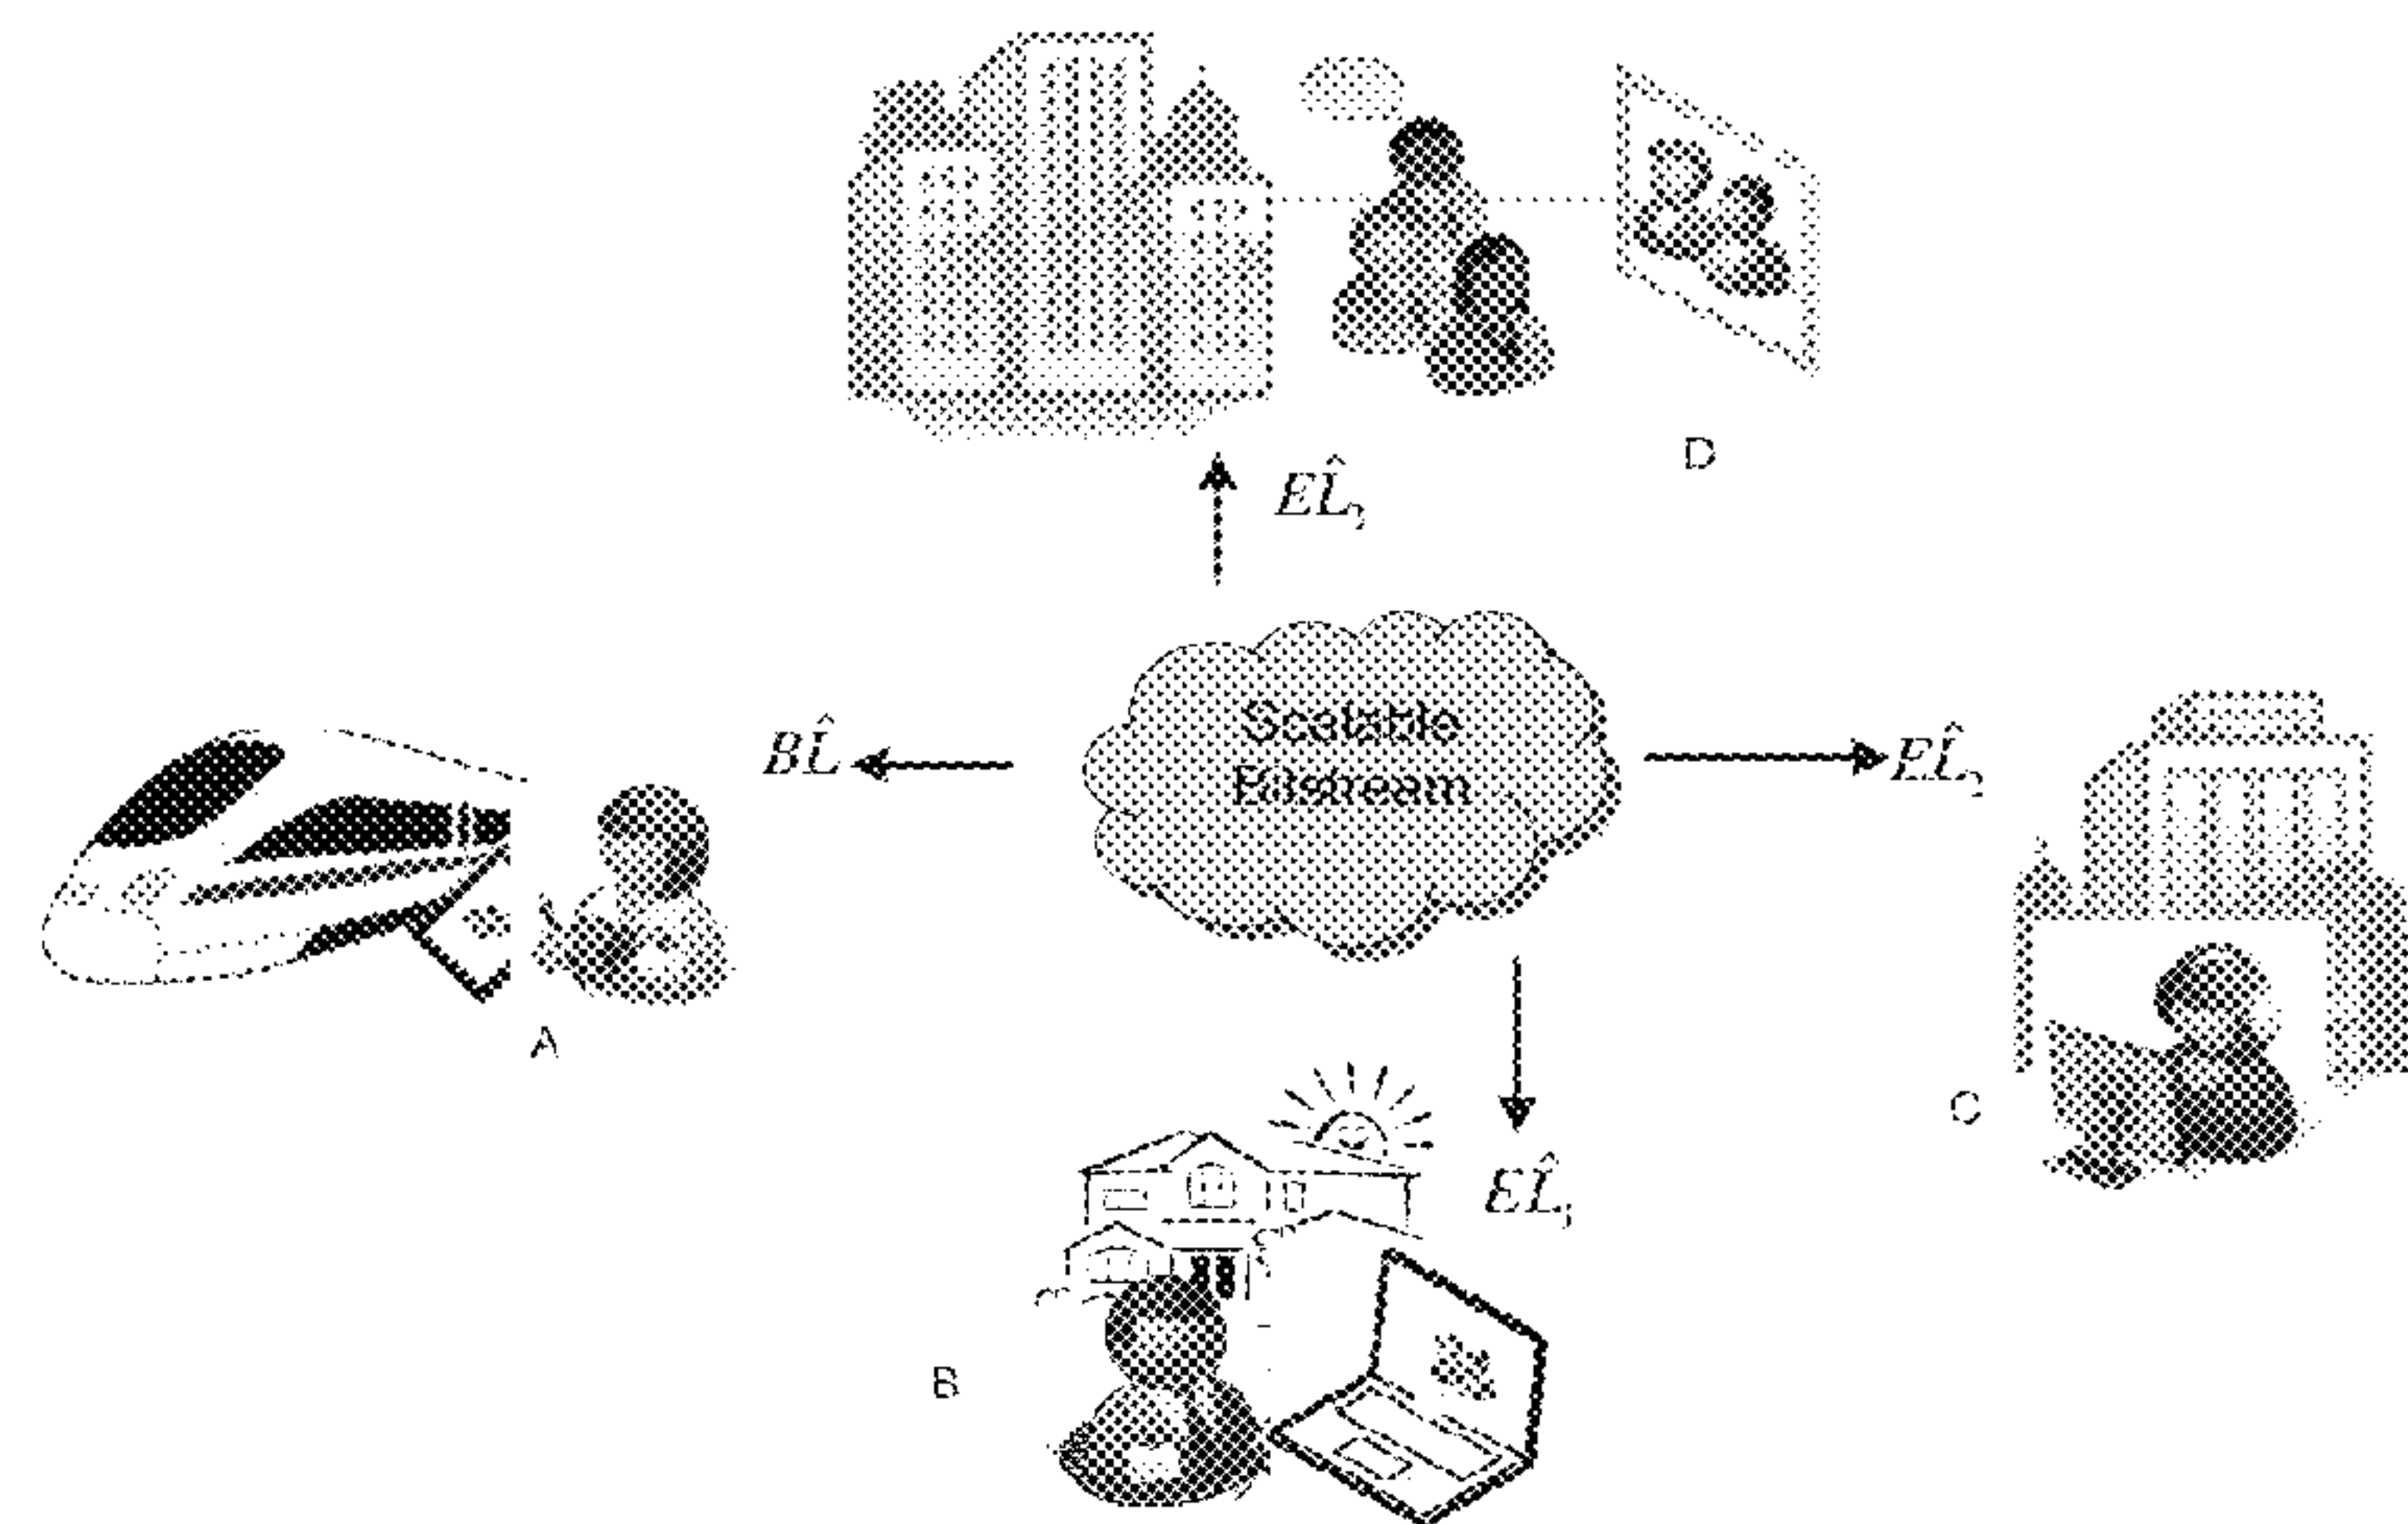 EL̂₂
D
Scalable
Bitstream
BL̂
EL̂₂
A
C
EL̂₁
B